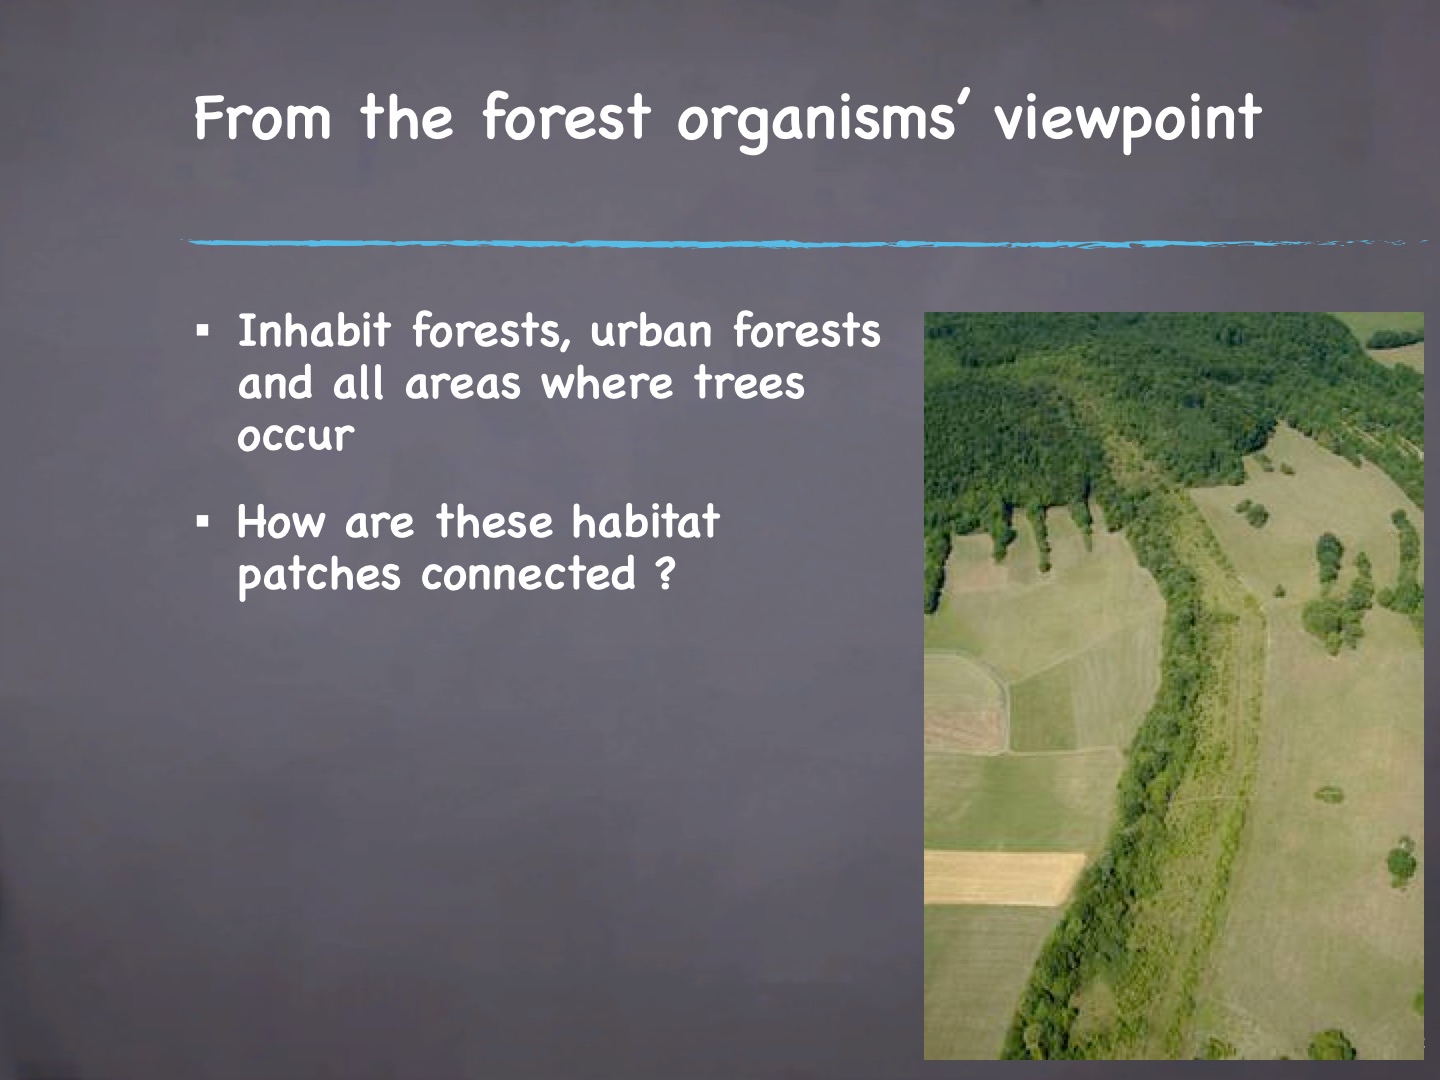 From the forest organisms’ viewpoint
▪ Inhabit forests, urban forests
and all areas where trees
occur
▪ How are these habitat
patches connected ?